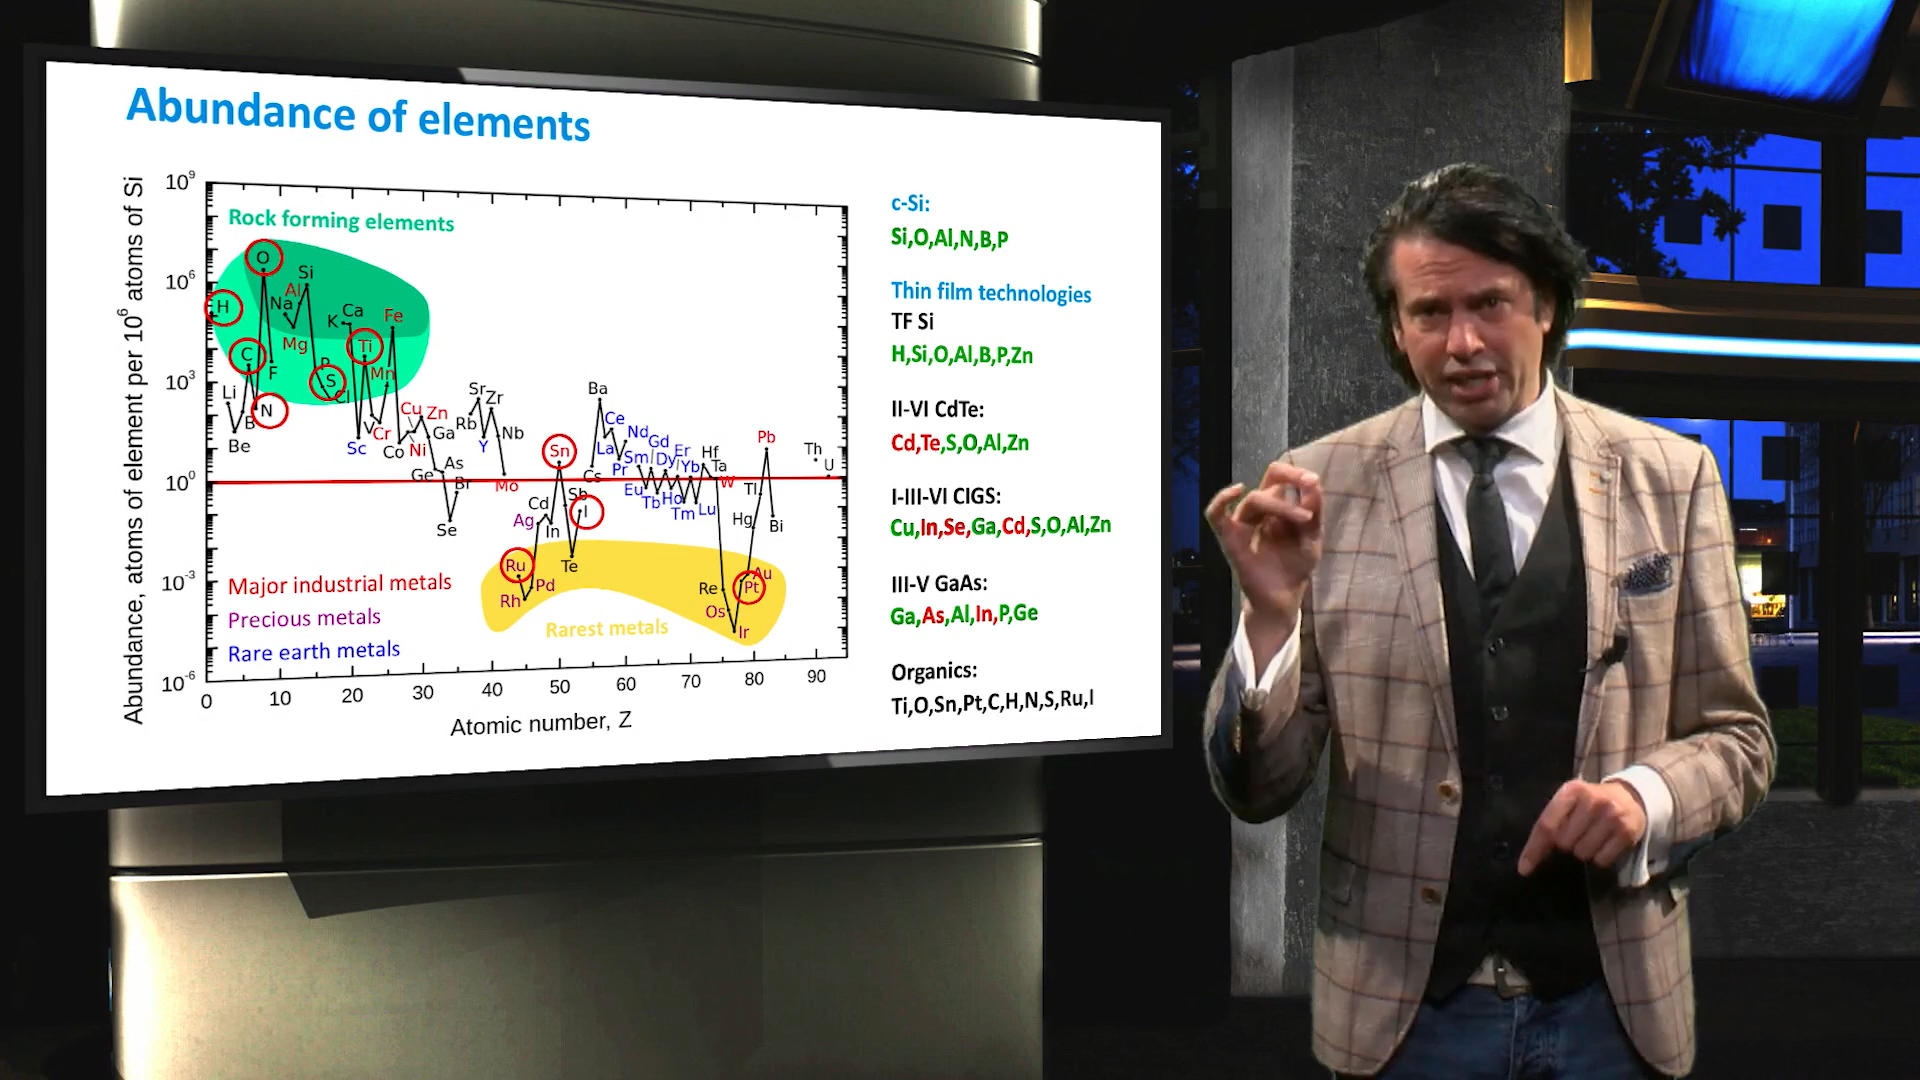 Abundance of elements
Abundance, atoms of element per 10⁶ atoms of Si
10⁹
10⁶
10³
10⁰
10⁻³
10⁻⁶
Rock forming elements
O
Si
H
Na
Al
Ca
K
Fe
Mg
Ti
C
F
P
S
Mn
Cl
Li
N
B
Be
V
Cr
Sc
Cu
Zn
Co
Ni
Ga
Ge
As
Br
Se
Sr
Zr
Rb
Y
Nb
Mo
Sn
Sb
Cd
I
Ag
In
Te
Ru
Rh
Pd
Ba
Ce
La
Nd
Pr
Sm
Gd
Eu
Tb
Dy
Ho
Er
Tm
Yb
Lu
Cs
Hf
Ta
W
Pb
Tl
Hg
Bi
Th
U
Re
Os
Au
Pt
Ir
Rarest metals
Major industrial metals
Precious metals
Rare earth metals
0 10 20 30 40 50 60 70 80 90
Atomic number, Z
c-Si:
Si,O,Al,N,B,P
Thin film technologies
TF Si
H,Si,O,Al,B,P,Zn
II-VI CdTe:
Cd,Te,S,O,Al,Zn
I-III-VI CIGS:
Cu,In,Se,Ga,Cd,S,O,Al,Zn
III-V GaAs:
Ga,As,Al,In,P,Ge
Organics:
Ti,O,Sn,Pt,C,H,N,S,Ru,I